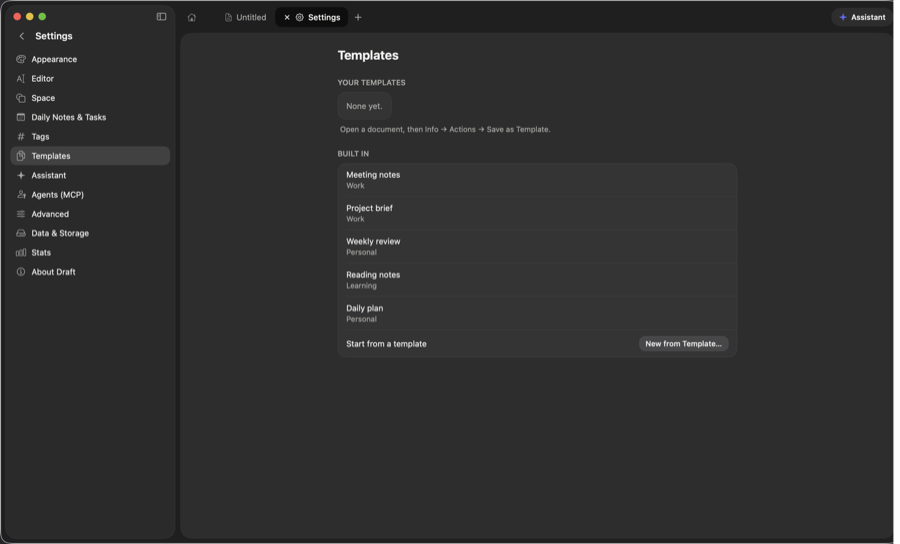 Untitled
Settings
Assistant
Settings
Appearance
Editor
Space
Daily Notes & Tasks
Tags
Templates
Assistant
Agents (MCP)
Advanced
Data & Storage
Stats
About Draft
Templates
YOUR TEMPLATES
None yet.
Open a document, then Info → Actions → Save as Template.
BUILT IN
Meeting notes
Work
Project brief
Work
Weekly review
Personal
Reading notes
Learning
Daily plan
Personal
Start from a template
New from Template...